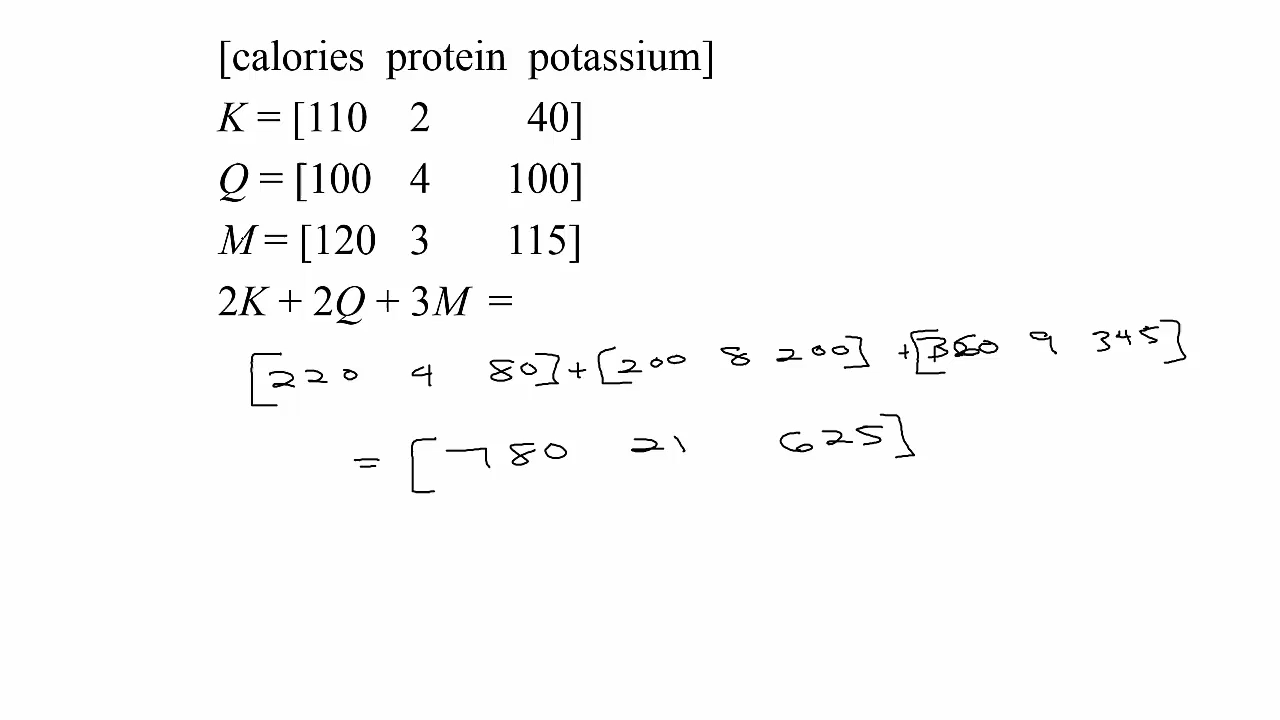 [calories protein potassium]
K = [110 2 40]
Q = [100 4 100]
M = [120 3 115]
2K + 2Q + 3M =
[220 4 80] + [200 8 200] + [360 9 345]
= [780 21 625]